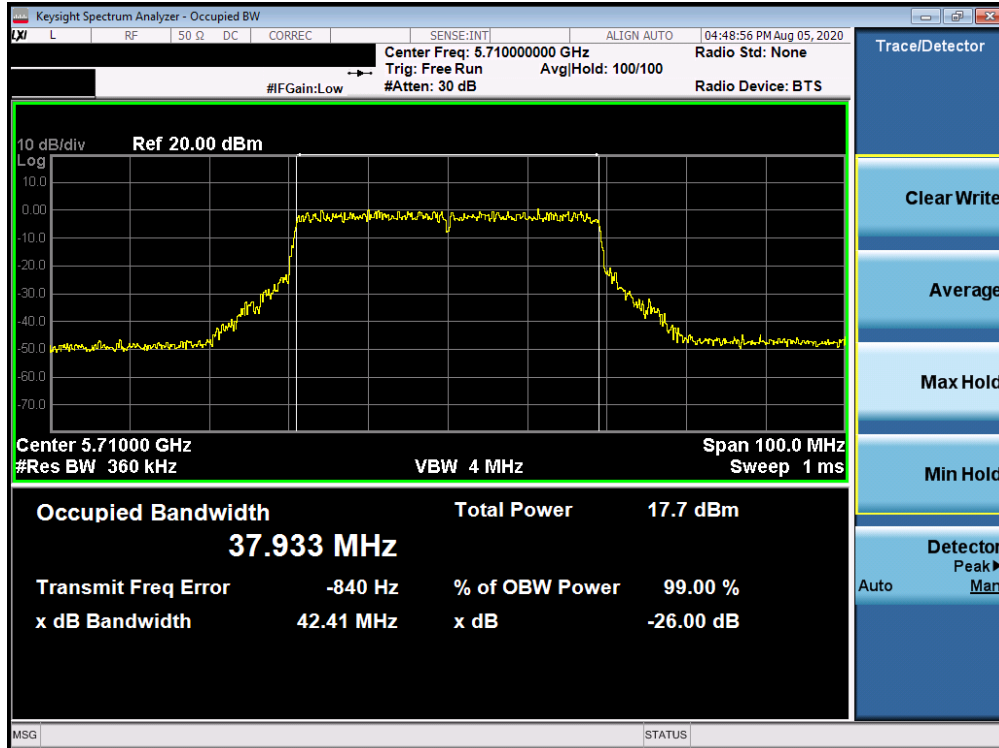 Keysight Spectrum Analyzer - Occupied BW
LXI L RF 50 Ω DC CORREC SENSE:INT ALIGN AUTO 04:48:56 PM Aug 05, 2020
Center Freq: 5.710000000 GHz Radio Std: None
Trig: Free Run Avg|Hold: 100/100
#IFGain:Low #Atten: 30 dB Radio Device: BTS
Trace/Detector
10 dB/div Ref 20.00 dBm
Log
10.0
0.00
-10.0
-20.0
-30.0
-40.0
-50.0
-60.0
-70.0
Center 5.71000 GHz Span 100.0 MHz
#Res BW 360 kHz VBW 4 MHz Sweep 1 ms
Occupied Bandwidth Total Power 17.7 dBm
37.933 MHz
Transmit Freq Error -840 Hz % of OBW Power 99.00 %
x dB Bandwidth 42.41 MHz x dB -26.00 dB
Clear Write
Average
Max Hold
Min Hold
Detector
Peak▶
Auto Man
MSG STATUS